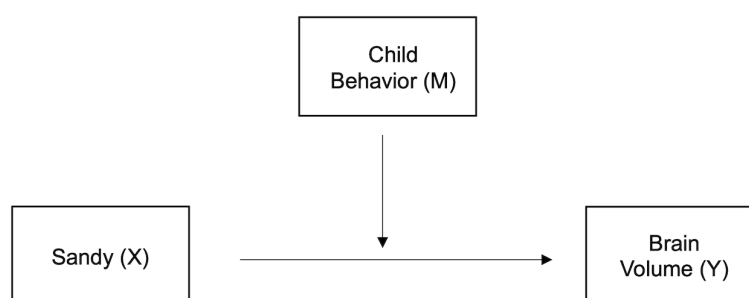 Child
Behavior (M)
Sandy (X)
Brain
Volume (Y)